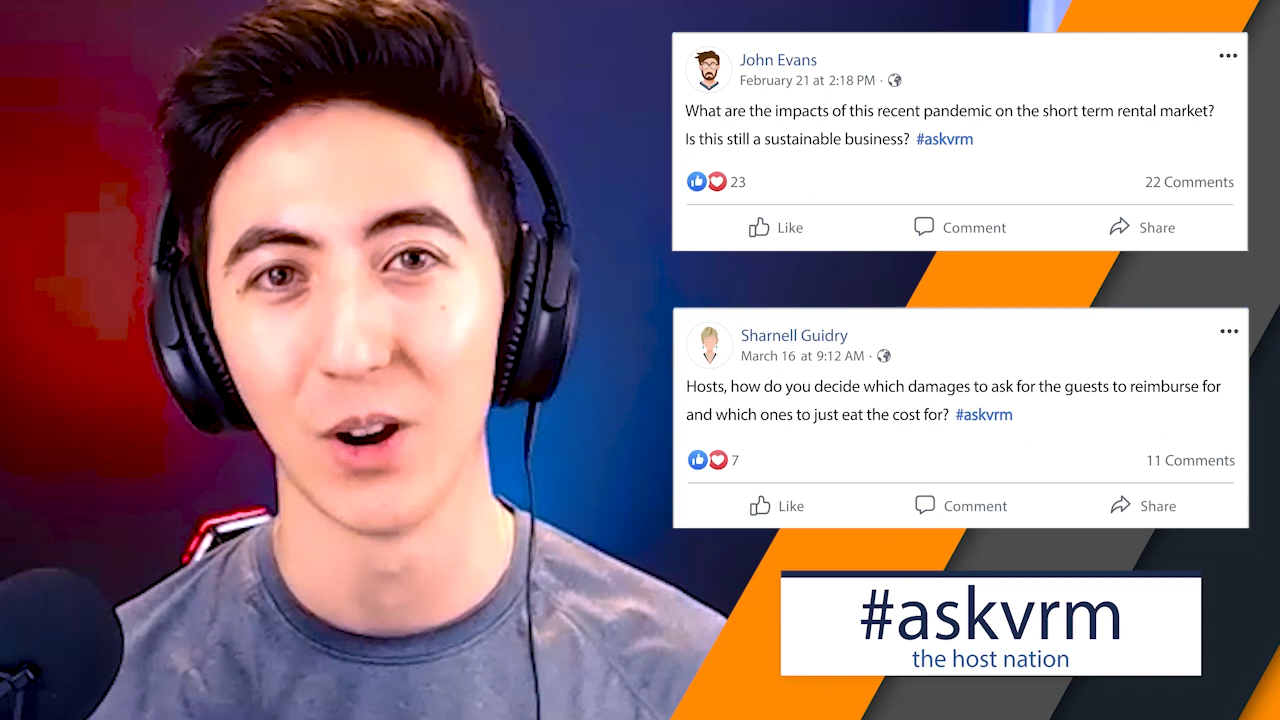 John Evans
February 21 at 2:18 PM ·
What are the impacts of this recent pandemic on the short term rental market?
Is this still a sustainable business? #askvrm
23
22 Comments
Like
Comment
Share
Sharnell Guidry
March 16 at 9:12 AM ·
Hosts, how do you decide which damages to ask for the guests to reimburse for
and which ones to just eat the cost for? #askvrm
7
11 Comments
Like
Comment
Share
#askvrm
the host nation